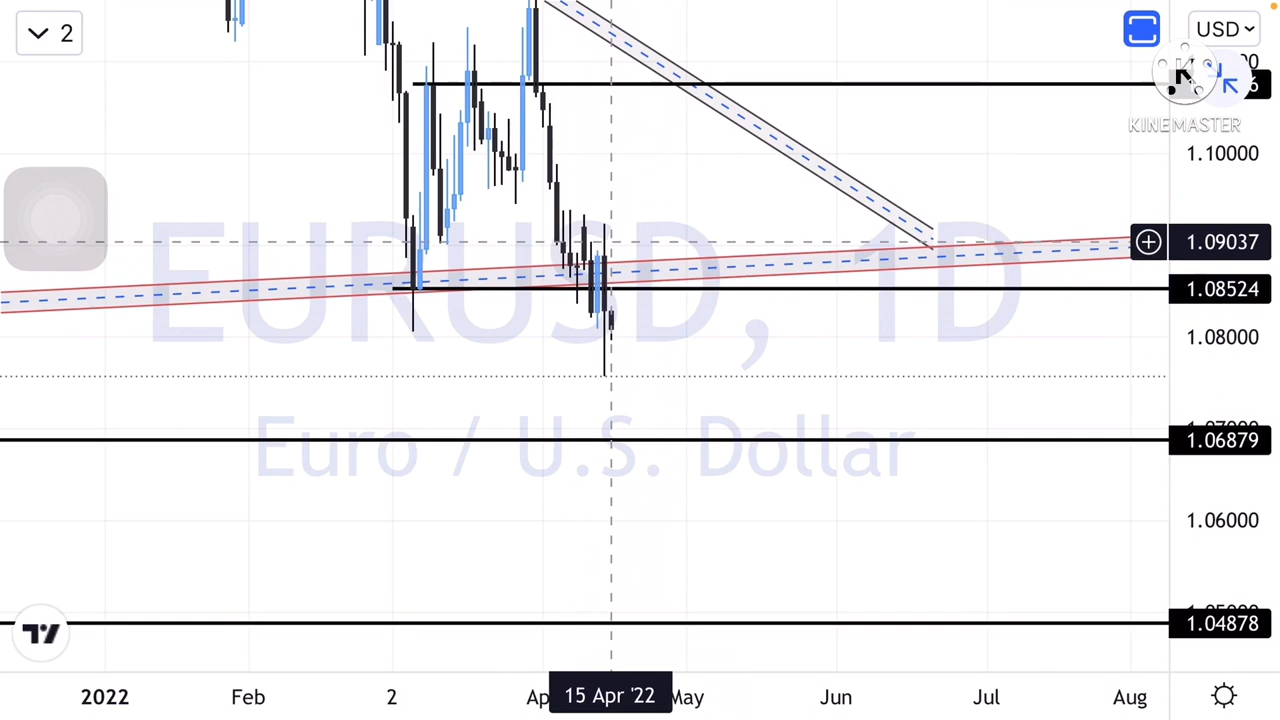 2
USD
KINEMASTER
1.10000
1.09037
1.08524
1.08000
EURUSD, 1D
Euro / U.S. Dollar
1.06879
1.06000
1.04878
2022
Feb
2
15 Apr '22
May
Jun
Jul
Aug